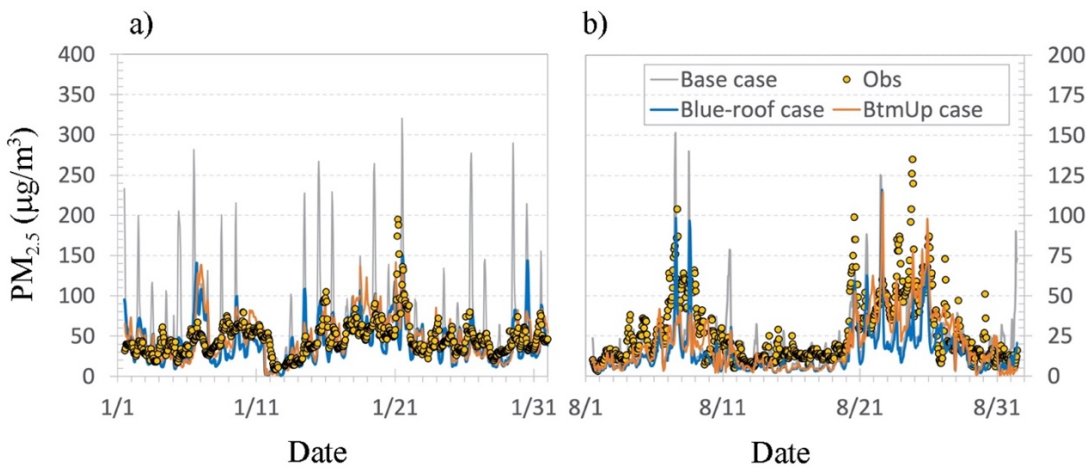 a)
b)
400
350
300
250
200
150
100
50
0
PM2.5 (μg/m3)
1/1
1/11
1/21
1/31
Date
Base case
Obs
Blue-roof case
BtmUp case
200
175
150
125
100
75
50
25
0
8/1
8/11
8/21
8/31
Date